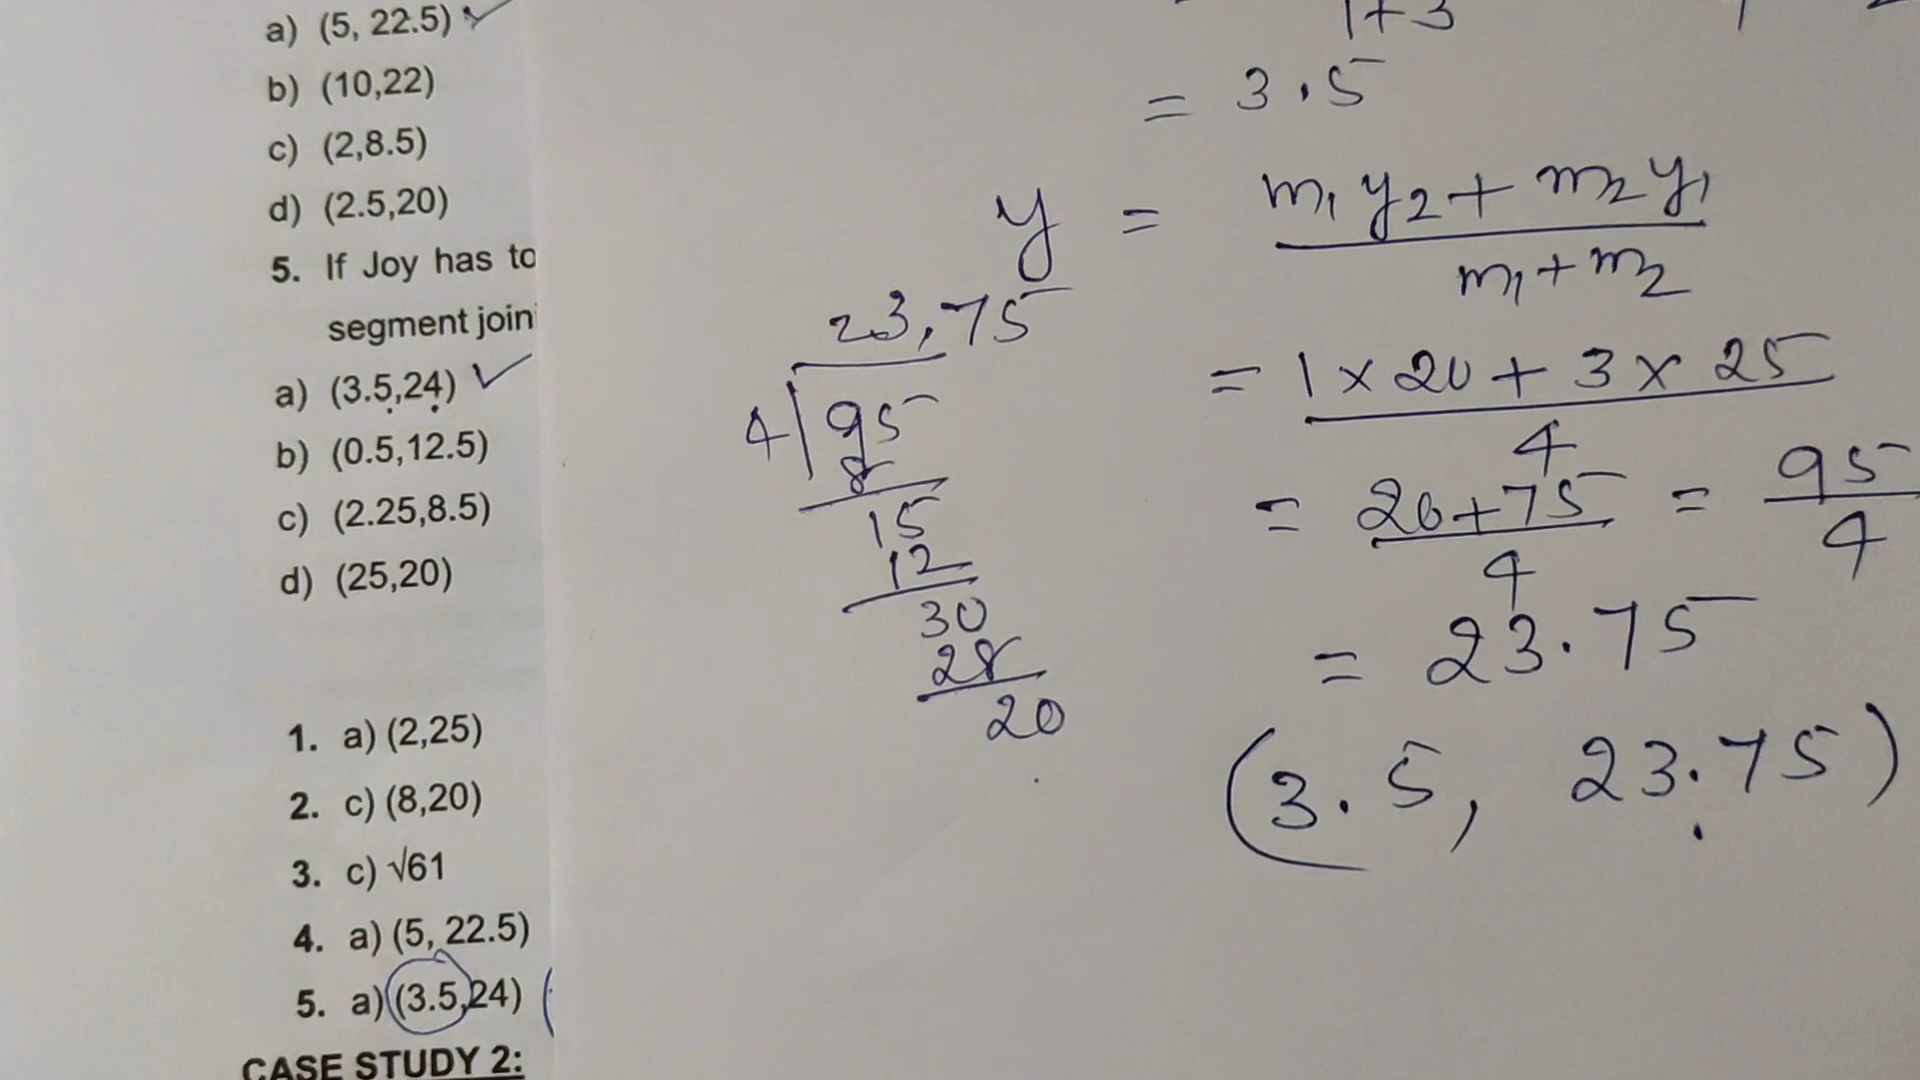 a) (5, 22.5)
b) (10,22)
c) (2,8.5)
d) (2.5,20)
5. If Joy has to
segment join
a) (3.5,24)
b) (0.5,12.5)
c) (2.25,8.5)
d) (25,20)
1. a) (2,25)
2. c) (8,20)
3. c) √61
4. a) (5, 22.5)
5. a) (3.5,24) (
CASE STUDY 2:
1+3
= 3.5
y = m1 y2 + m2 y1
m1 + m2
= 1 x 20 + 3 x 25
4
= 20+75 = 95
4 4
= 23.75
(3.5, 23.75)
23.75
4 95
8
15
12
30
28
20